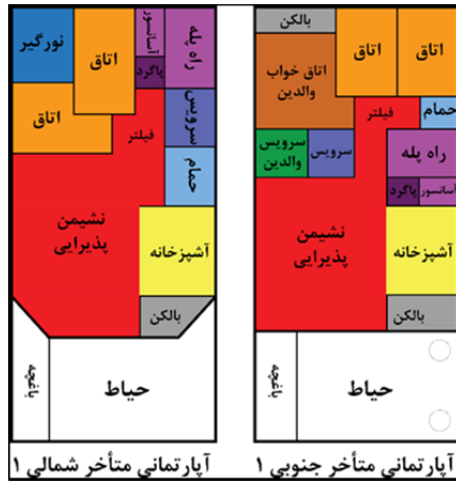 نورگیر
اتاق
آسانسور
راه پله
پاگرد
اتاق
فیلتر
سرویس
حمام
نشیمن
پذیرایی
آشپزخانه
بالکن
باغچه
حیاط
آپارتمانی متأخر شمالی ۱
بالکن
اتاق
اتاق
اتاق خواب
والدین
فیلتر
حمام
سرویس
والدین
سرویس
راه پله
پاگرد
آسانسور
نشیمن
پذیرایی
آشپزخانه
بالکن
باغچه
حیاط
آپارتمانی متأخر جنوبی ۱